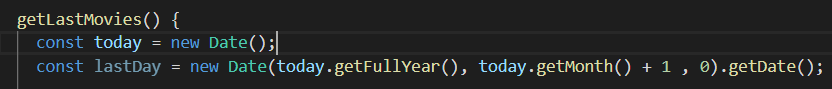 getLastMovies() {
const today = new Date();
const lastDay = new Date(today.getFullYear(), today.getMonth() + 1 , 0).getDate();